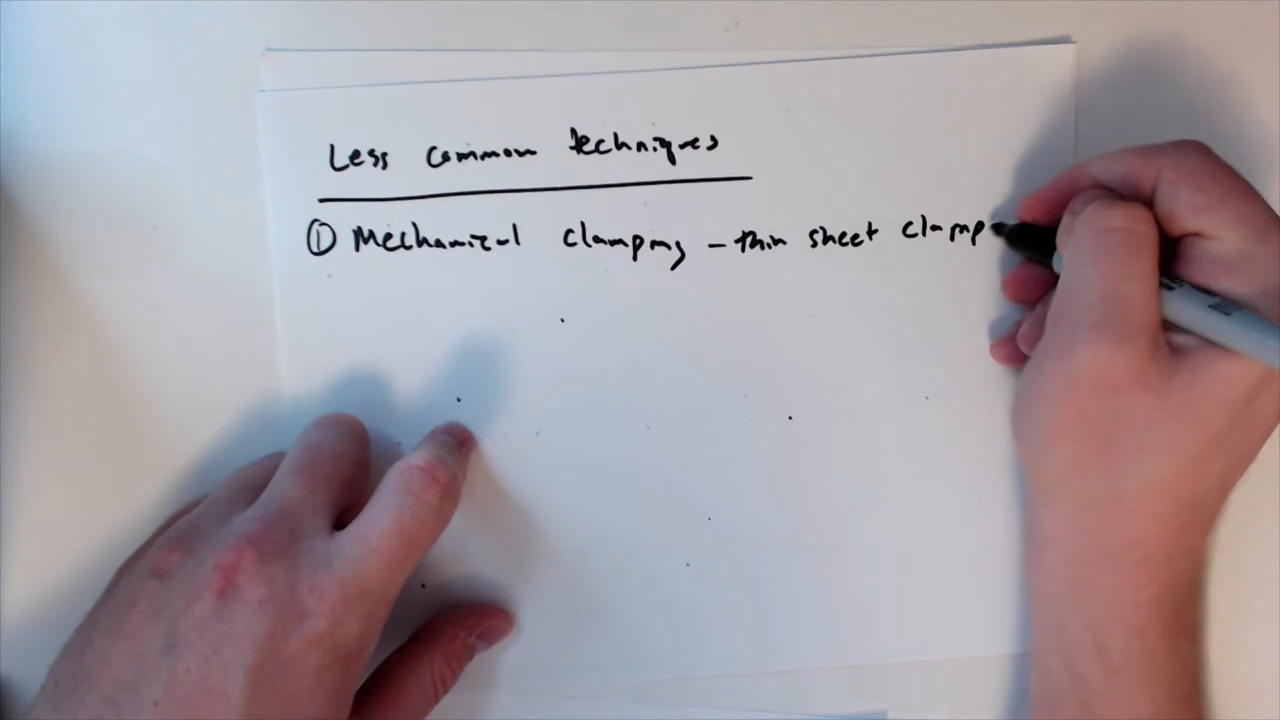 Less common techniques
① Mechanical clamping - thin sheet clamp